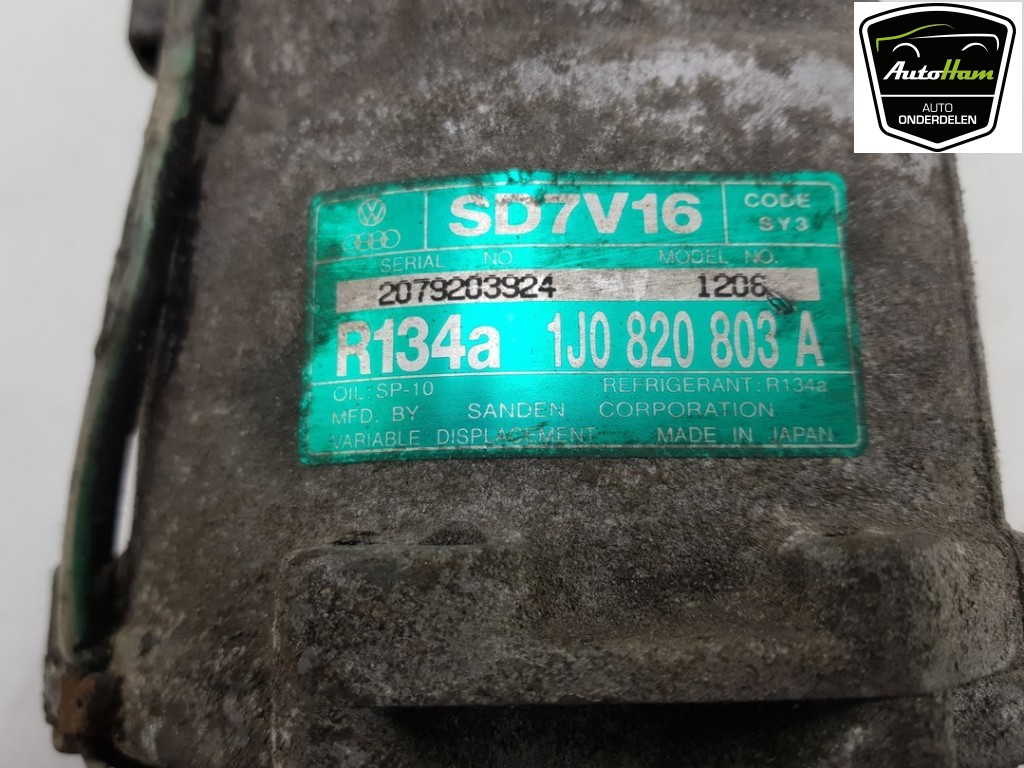 AutoHam
AUTO
ONDERDELEN
SD7V16
CODE
SY3
SERIAL NO
MODEL NO.
2079203924
1206
R134a 1J0 820 803 A
OIL: SP-10
REFRIGERANT: R134a
MFD. BY SANDEN CORPORATION
VARIABLE DISPLACEMENT
MADE IN JAPAN